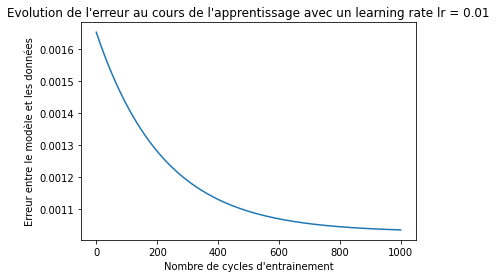 Evolution de l'erreur au cours de l'apprentissage avec un learning rate lr = 0.01
Erreur entre le modèle et les données
0.0016
0.0015
0.0014
0.0013
0.0012
0.0011
0 200 400 600 800 1000
Nombre de cycles d'entrainement